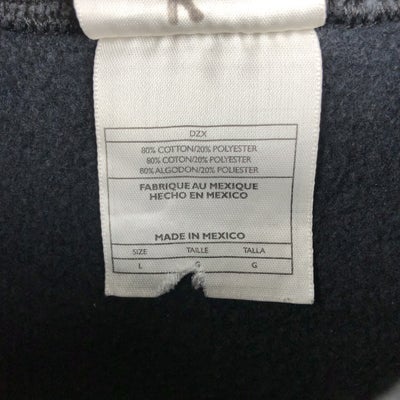 DZX
80% COTTON/20% POLYESTER
80% COTON/20% POLYESTER
80% ALGODON/20% POLIESTER
FABRIQUE AU MEXIQUE
HECHO EN MEXICO
MADE IN MEXICO
SIZE TAILLE TALLA
L G G